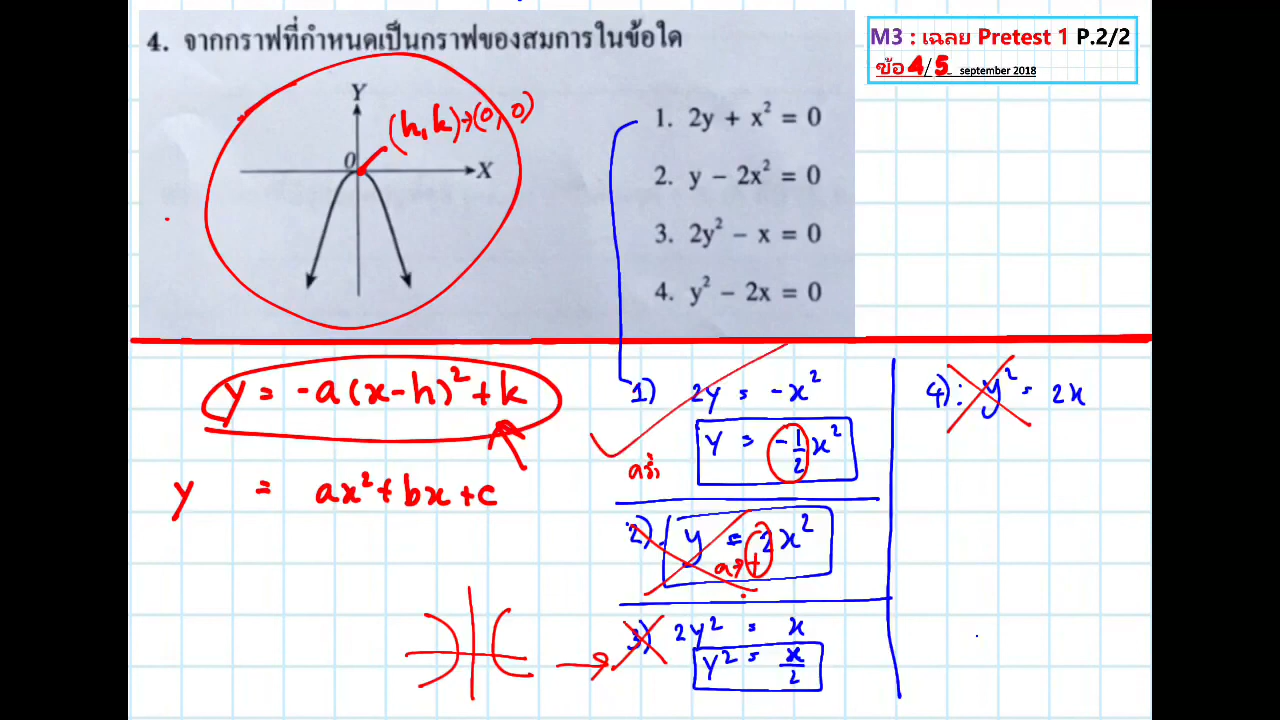 4. จากกราฟที่กำหนดเป็นกราฟของสมการในข้อใด
M3 : เฉลย Pretest 1 P.2/2
ข้อ 4/5 september 2018
Y
(h, k) → (0, 0)
0
X
1. 2y + x² = 0
2. y − 2x² = 0
3. 2y² − x = 0
4. y² − 2x = 0
y = -a(x-h)² + k
y = ax² + bx + c
1) 2y = -x²
y = -1/2 x²
2). y = 2x²
a → +
3) 2y² = x
y² = x/2
4): y² = 2x